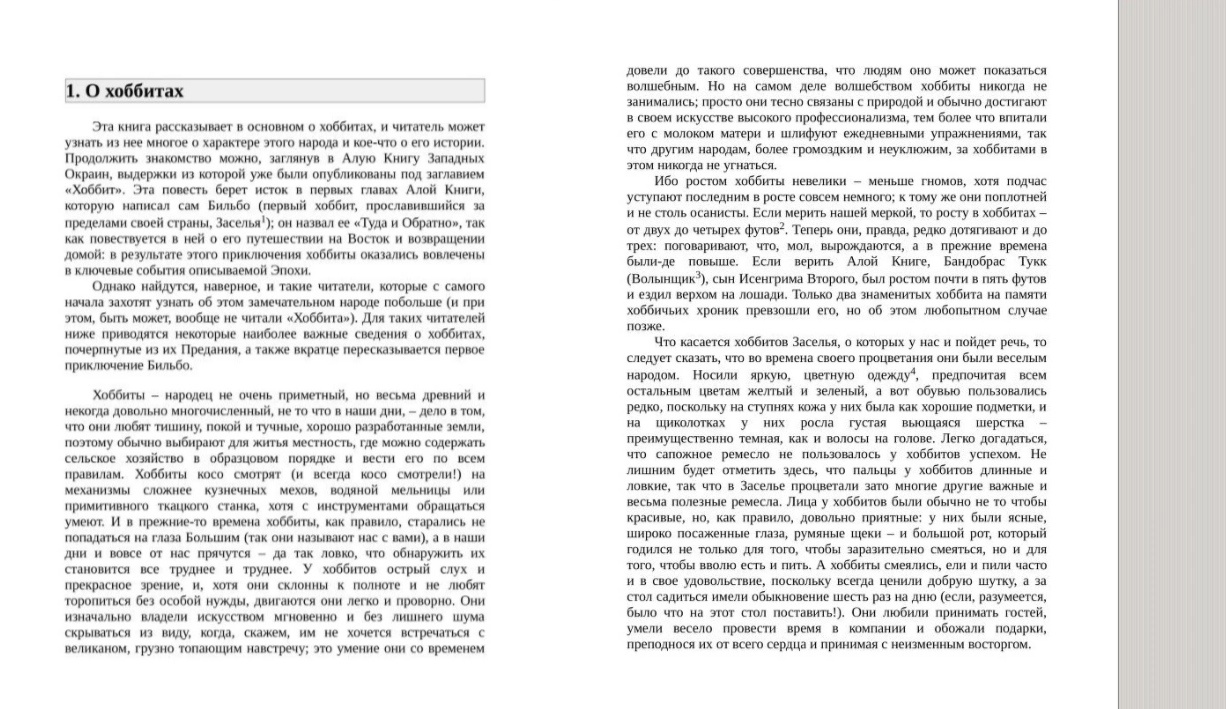 1. О хоббитах
Эта книга рассказывает в основном о хоббитах, и читатель может
узнать из нее многое о характере этого народа и кое-что о его истории.
Продолжить знакомство можно, заглянув в Алую Книгу Западных
Окраин, выдержки из которой уже были опубликованы под заглавием
«Хоббит». Эта повесть берет исток в первых главах Алой Книги,
которую написал сам Бильбо (первый хоббит, прославившийся за
пределами своей страны, Заселья¹); он назвал ее «Туда и Обратно», так
как повествуется в ней о его путешествии на Восток и возвращении
домой: в результате этого приключения хоббиты оказались вовлечены
в ключевые события описываемой Эпохи.
Однако найдутся, наверное, и такие читатели, которые с самого
начала захотят узнать об этом замечательном народе побольше (и при
этом, быть может, вообще не читали «Хоббита»). Для таких читателей
ниже приводятся некоторые наиболее важные сведения о хоббитах,
почерпнутые из их Предания, а также вкратце пересказывается первое
приключение Бильбо.
Хоббиты – народец не очень приметный, но весьма древний и
некогда довольно многочисленный, не то что в наши дни, – дело в том,
что они любят тишину, покой и тучные, хорошо разработанные земли,
поэтому обычно выбирают для житья местность, где можно содержать
сельское хозяйство в образцовом порядке и вести его по всем
правилам. Хоббиты косо смотрят (и всегда косо смотрели!) на
механизмы сложнее кузнечных мехов, водяной мельницы или
примитивного ткацкого станка, хотя с инструментами обращаться
умеют. И в прежние-то времена хоббиты, как правило, старались не
попадаться на глаза Большим (так они называют нас с вами), а в наши
дни и вовсе от нас прячутся – да так ловко, что обнаружить их
становится все труднее и труднее. У хоббитов острый слух и
прекрасное зрение, и, хотя они склонны к полноте и не любят
торопиться без особой нужды, двигаются они легко и проворно. Они
изначально владели искусством мгновенно и без лишнего шума
скрываться из виду, когда, скажем, им не хочется встречаться с
великаном, грузно топающим навстречу; это умение они со временем
довели до такого совершенства, что людям оно может показаться
волшебным. Но на самом деле волшебством хоббиты никогда не
занимались; просто они тесно связаны с природой и обычно достигают
в своем искусстве высокого профессионализма, тем более что впитали
его с молоком матери и шлифуют ежедневными упражнениями, так
что другим народам, более громоздким и неуклюжим, за хоббитами в
этом никогда не угнаться.
Ибо ростом хоббиты невелики – меньше гномов, хотя подчас
уступают последним в росте совсем немного; к тому же они поплотней
и не столь осанисты. Если мерить нашей меркой, то росту в хоббитах –
от двух до четырех футов². Теперь они, правда, редко дотягивают и до
трех: поговаривают, что, мол, вырождаются, а в прежние времена
были-де повыше. Если верить Алой Книге, Бандобрас Тукк
(Волынщик³), сын Исенгрима Второго, был ростом почти в пять футов
и ездил верхом на лошади. Только два знаменитых хоббита на памяти
хоббичьих хроник превзошли его, но об этом любопытном случае
позже.
Что касается хоббитов Заселья, о которых у нас и пойдет речь, то
следует сказать, что во времена своего процветания они были веселым
народом. Носили яркую, цветную одежду⁴, предпочитая всем
остальным цветам желтый и зеленый, а вот обувью пользовались
редко, поскольку на ступнях кожа у них была как хорошие подметки, и
на щиколотках у них росла густая вьющаяся шерстка –
преимущественно темная, как и волосы на голове. Легко догадаться,
что сапожное ремесло не пользовалось у хоббитов успехом. Не
лишним будет отметить здесь, что пальцы у хоббитов длинные и
ловкие, так что в Заселье процветали зато многие другие важные и
весьма полезные ремесла. Лица у хоббитов были обычно не то чтобы
красивые, но, как правило, довольно приятные: у них были ясные,
широко посаженные глаза, румяные щеки – и большой рот, который
годился не только для того, чтобы заразительно смеяться, но и для
того, чтобы вволю есть и пить. А хоббиты смеялись, ели и пили часто
и в свое удовольствие, поскольку всегда ценили добрую шутку, а за
стол садиться имели обыкновение шесть раз на дню (если, разумеется,
было что на этот стол поставить!). Они любили принимать гостей,
умели весело провести время в компании и обожали подарки,
преподнося их от всего сердца и принимая с неизменным восторгом.